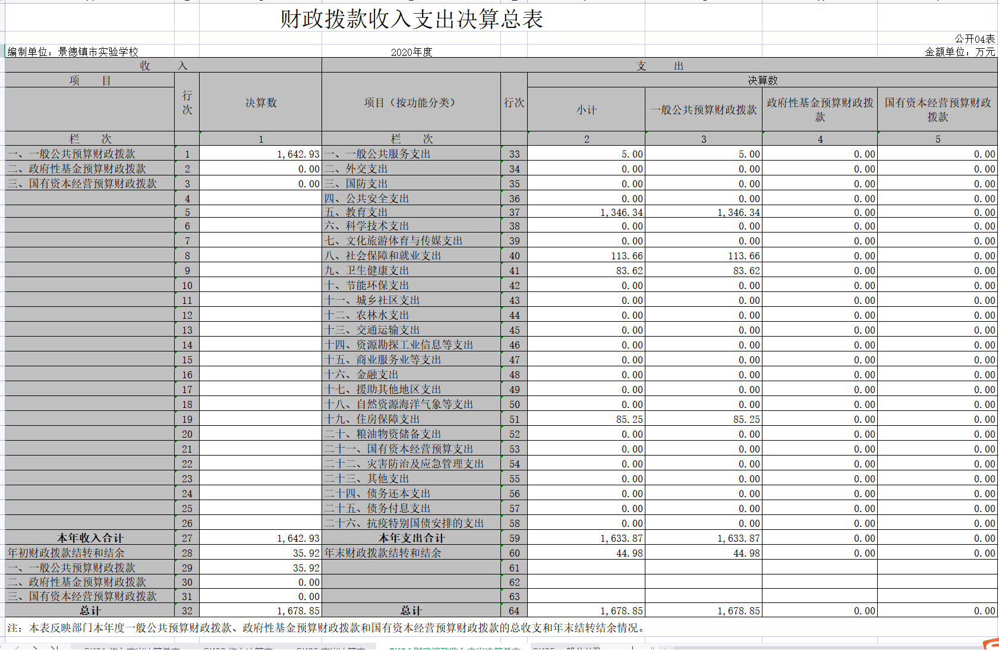 财政拨款收入支出决算总表
公开04表
编制单位：景德镇市实验学校 2020年度 金额单位：万元
收 入 支 出
项 目 行次 决算数 项目（按功能分类） 行次 决算数
小计 一般公共预算财政拨款 政府性基金预算财政拨款 国有资本经营预算财政拨款
栏 次 1 栏 次 2 3 4 5
一、一般公共预算财政拨款 1 1,642.93 一、一般公共服务支出 33 5.00 5.00 0.00 0.00
二、政府性基金预算财政拨款 2 0.00 二、外交支出 34 0.00 0.00 0.00 0.00
三、国有资本经营预算财政拨款 3 0.00 三、国防支出 35 0.00 0.00 0.00 0.00
4 四、公共安全支出 36 0.00 0.00 0.00 0.00
5 五、教育支出 37 1,346.34 1,346.34 0.00 0.00
6 六、科学技术支出 38 0.00 0.00 0.00 0.00
7 七、文化旅游体育与传媒支出 39 0.00 0.00 0.00 0.00
8 八、社会保障和就业支出 40 113.66 113.66 0.00 0.00
9 九、卫生健康支出 41 83.62 83.62 0.00 0.00
10 十、节能环保支出 42 0.00 0.00 0.00 0.00
11 十一、城乡社区支出 43 0.00 0.00 0.00 0.00
12 十二、农林水支出 44 0.00 0.00 0.00 0.00
13 十三、交通运输支出 45 0.00 0.00 0.00 0.00
14 十四、资源勘探工业信息等支出 46 0.00 0.00 0.00 0.00
15 十五、商业服务业等支出 47 0.00 0.00 0.00 0.00
16 十六、金融支出 48 0.00 0.00 0.00 0.00
17 十七、援助其他地区支出 49 0.00 0.00 0.00 0.00
18 十八、自然资源海洋气象等支出 50 0.00 0.00 0.00 0.00
19 十九、住房保障支出 51 85.25 85.25 0.00 0.00
20 二十、粮油物资储备支出 52 0.00 0.00 0.00 0.00
21 二十一、国有资本经营预算支出 53 0.00 0.00 0.00 0.00
22 二十二、灾害防治及应急管理支出 54 0.00 0.00 0.00 0.00
23 二十三、其他支出 55 0.00 0.00 0.00 0.00
24 二十四、债务还本支出 56 0.00 0.00 0.00 0.00
25 二十五、债务付息支出 57 0.00 0.00 0.00 0.00
26 二十六、抗疫特别国债安排的支出 58 0.00 0.00 0.00 0.00
本年收入合计 27 1,642.93 本年支出合计 59 1,633.87 1,633.87 0.00 0.00
年初财政拨款结转和结余 28 35.92 年末财政拨款结转和结余 60 44.98 44.98 0.00 0.00
一、一般公共预算财政拨款 29 35.92 61
二、政府性基金预算财政拨款 30 0.00 62
三、国有资本经营预算财政拨款 31 0.00 63
总计 32 1,678.85 总计 64 1,678.85 1,678.85 0.00 0.00
注：本表反映部门本年度一般公共预算财政拨款、政府性基金预算财政拨款和国有资本经营预算财政拨款的总收支和年末结转结余情况。